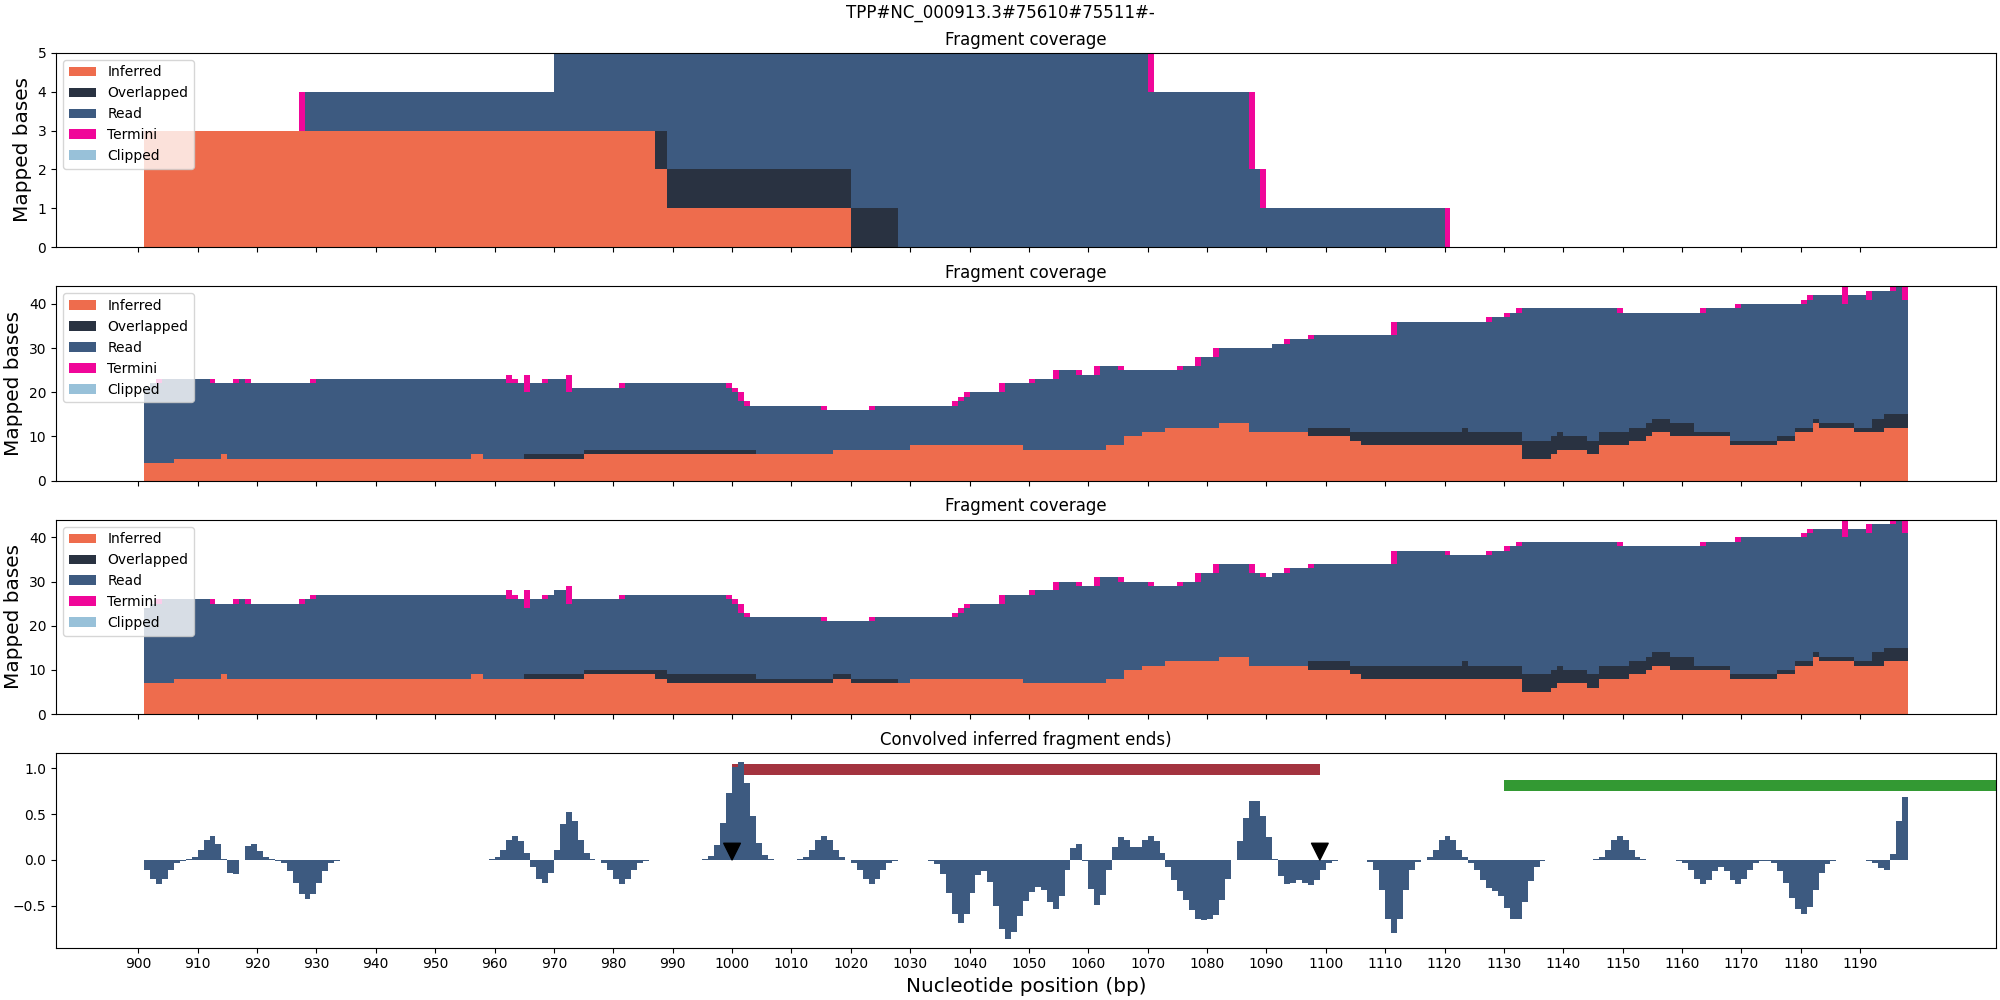 TPP#NC_000913.3#75610#75511#-
Fragment coverage
Mapped bases
5
4
3
2
1
0
Inferred
Overlapped
Read
Termini
Clipped
Fragment coverage
Mapped bases
40
30
20
10
0
Inferred
Overlapped
Read
Termini
Clipped
Fragment coverage
Mapped bases
40
30
20
10
0
Inferred
Overlapped
Read
Termini
Clipped
Convolved inferred fragment ends)
1.0
0.5
0.0
−0.5
900 910 920 930 940 950 960 970 980 990 1000 1010 1020 1030 1040 1050 1060 1070 1080 1090 1100 1110 1120 1130 1140 1150 1160 1170 1180 1190
Nucleotide position (bp)